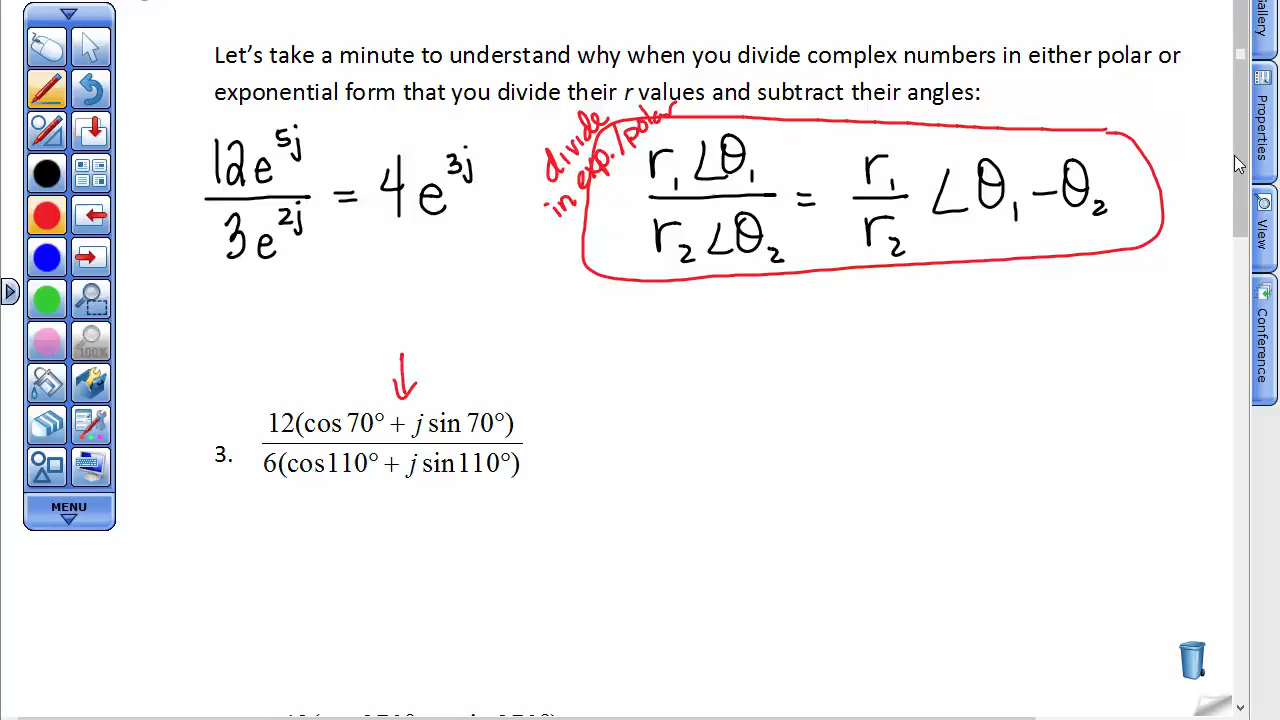 Let's take a minute to understand why when you divide complex numbers in either polar or
exponential form that you divide their r values and subtract their angles:
divide
in exp./polar
12e^5j / 3e^2j = 4e^3j
r₁∠θ₁ / r₂∠θ₂ = r₁/r₂ ∠θ₁-θ₂
3. 12(cos 70° + j sin 70°) / 6(cos110° + j sin110°)
MENU
100%
Gallery
Properties
View
Conference